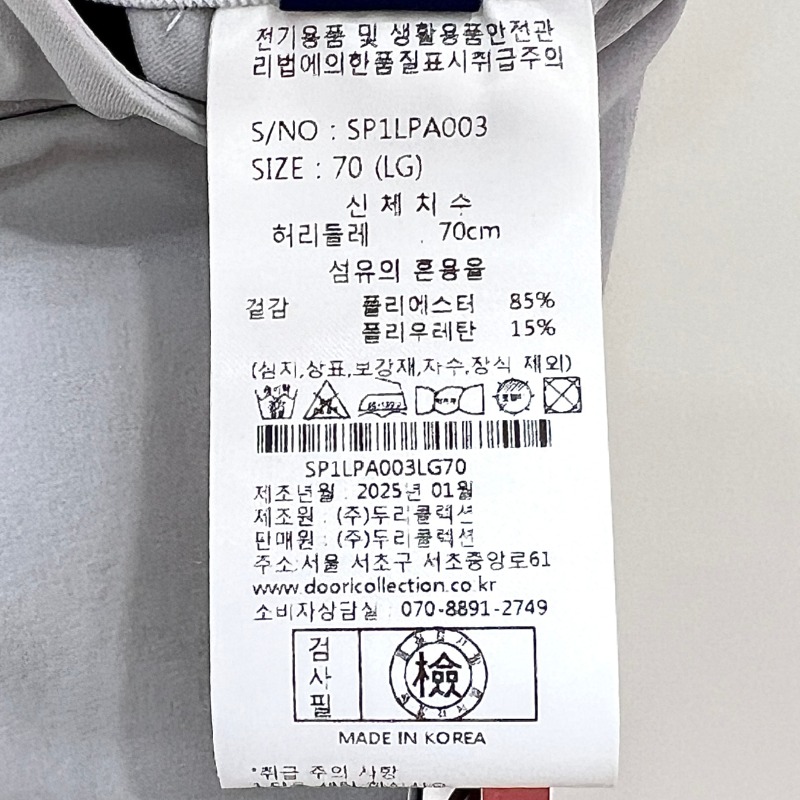 전기용품 및 생활용품안전관
리법에의한품질표시취급주의
S/NO : SP1LPA003
SIZE : 70 (LG)
신 체 치 수
허리둘레 : 70cm
섬유의 혼용율
겉감 폴리에스터 85%
폴리우레탄 15%
(심지,상표,보강재,자수,장식 제외)
SP1LPA003LG70
제조년월 : 2025년 01월
제조원 : (주)두리콜렉션
판매원 : (주)두리콜렉션
주소:서울 서초구 서초중앙로61
www.dooricollection.co.kr
소비자상담실 : 070-8891-2749
검사필
檢
MADE IN KOREA
*취급 주의 사항